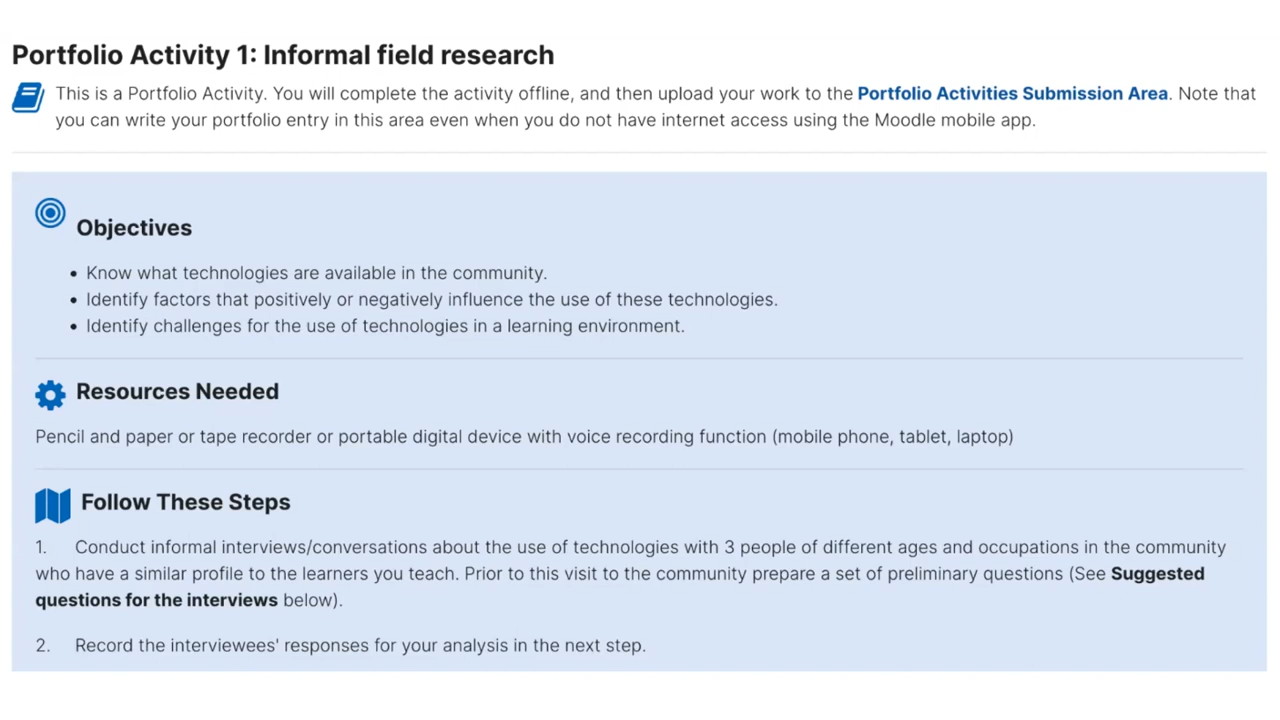 Portfolio Activity 1: Informal field research
This is a Portfolio Activity. You will complete the activity offline, and then upload your work to the Portfolio Activities Submission Area. Note that
you can write your portfolio entry in this area even when you do not have internet access using the Moodle mobile app.
Objectives
• Know what technologies are available in the community.
• Identify factors that positively or negatively influence the use of these technologies.
• Identify challenges for the use of technologies in a learning environment.
Resources Needed
Pencil and paper or tape recorder or portable digital device with voice recording function (mobile phone, tablet, laptop)
Follow These Steps
1. Conduct informal interviews/conversations about the use of technologies with 3 people of different ages and occupations in the community
who have a similar profile to the learners you teach. Prior to this visit to the community prepare a set of preliminary questions (See Suggested
questions for the interviews below).
2. Record the interviewees' responses for your analysis in the next step.